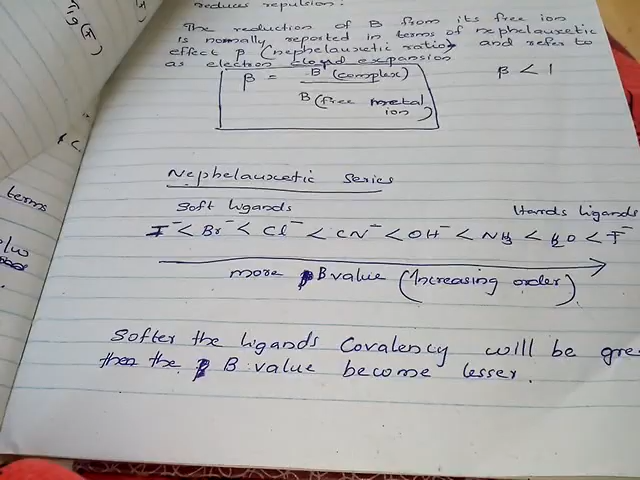 reduces repulsion.
The reduction of B from its free ion
is normally reported in terms of nephelauxetic
effect β (nephelauxetic ratio) and refer to
as electron cloud expansion
β = B (complex)
B (free metal
ion)
β < 1
Nephelauxetic series
Soft ligands
Hards ligands
I⁻ < Br⁻ < Cl⁻ < CN⁻ < OH⁻ < NH3 < H2O < F⁻
more B value (Increasing order)
Softer the ligands Covalency will be gre
then the B value become lesser.
terms